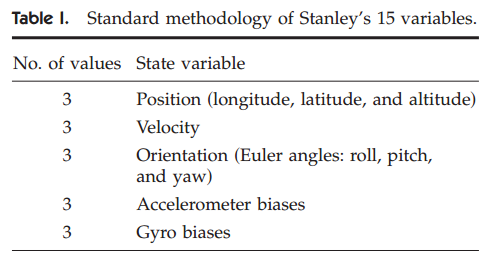 Table I. Standard methodology of Stanley’s 15 variables.
No. of values State variable
3 Position (longitude, latitude, and altitude)
3 Velocity
3 Orientation (Euler angles: roll, pitch,
and yaw)
3 Accelerometer biases
3 Gyro biases